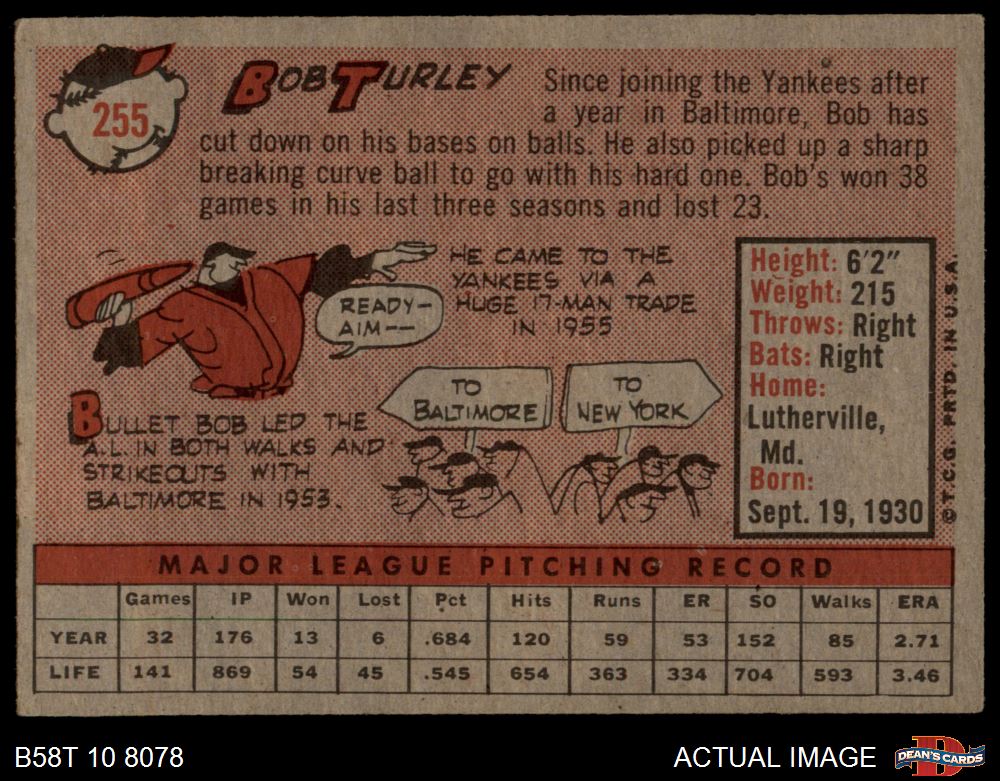 255
BOB TURLEY
Since joining the Yankees after
a year in Baltimore, Bob has
cut down on his bases on balls. He also picked up a sharp
breaking curve ball to go with his hard one. Bob's won 38
games in his last three seasons and lost 23.
READY-
AIM--
HE CAME TO THE
YANKEES VIA A
HUGE 17-MAN TRADE
IN 1955
BULLET BOB LED THE
A.L. IN BOTH WALKS AND
STRIKEOUTS WITH
BALTIMORE IN 1953.
TO
BALTIMORE
TO
NEW YORK
Height: 6'2"
Weight: 215
Throws: Right
Bats: Right
Home:
Lutherville,
Md.
Born:
Sept. 19, 1930
© T.C.G. PRTD. IN U.S.A.
MAJOR LEAGUE PITCHING RECORD
Games IP Won Lost Pct Hits Runs ER SO Walks ERA
YEAR 32 176 13 6 .684 120 59 53 152 85 2.71
LIFE 141 869 54 45 .545 654 363 334 704 593 3.46
B58T 10 8078
ACTUAL IMAGE
D
DEAN'S CARDS